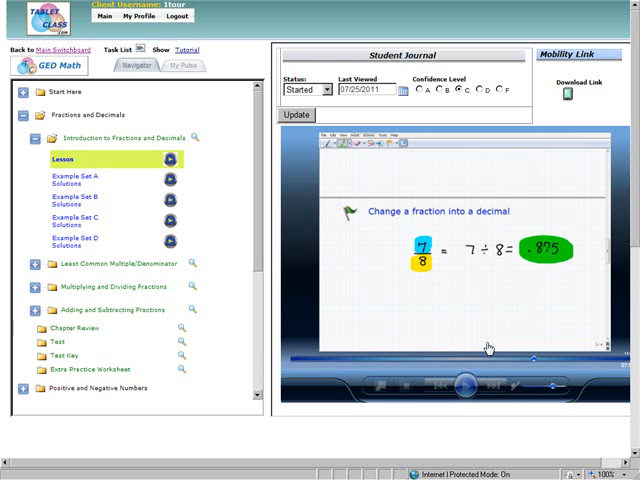 TABLET CLASS .COM
Client Username: 1tour
Main My Profile Logout
Back to Main Switchboard Task List Show Tutorial
GED Math Navigator My Pulse
Start Here
Fractions and Decimals
Introduction to Fractions and Decimals
Lesson
Example Set A
Solutions
Example Set B
Solutions
Example Set C
Solutions
Example Set D
Solutions
Least Common Multiple/Denominator
Multiplying and Dividing Fractions
Adding and Subtracting Fractions
Chapter Review
Test
Test Key
Extra Practice Worksheet
Positive and Negative Numbers
Student Journal
Status:
Started
Last Viewed
07/25/2011
Confidence Level
A B C D F
Update
Mobility Link
Download Link
Change a fraction into a decimal
7/8 = 7 ÷ 8 = .875
Internet | Protected Mode: On
100%